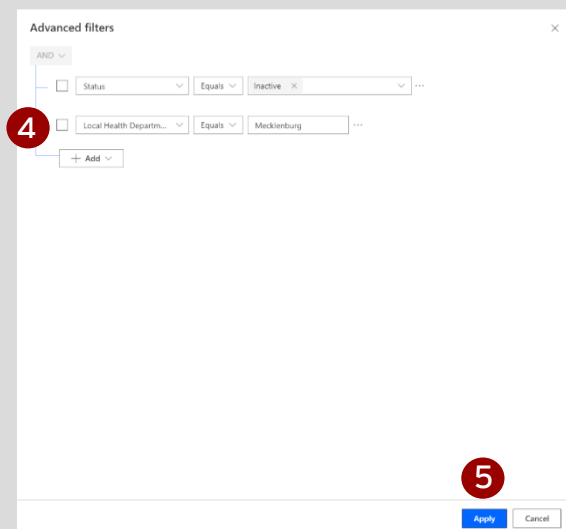 Advanced filters
AND
Status Equals Inactive
4 Local Health Departm... Equals Mecklenburg
Add
5
Apply Cancel